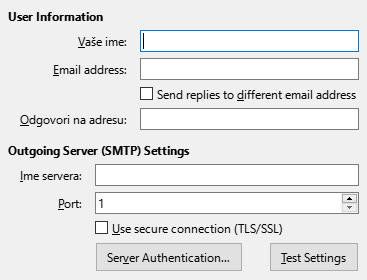 User Information
Vaše ime:
Email address:
Send replies to different email address
Odgovori na adresu:
Outgoing Server (SMTP) Settings
Ime servera:
Port: 1
Use secure connection (TLS/SSL)
Server Authentication... Test Settings